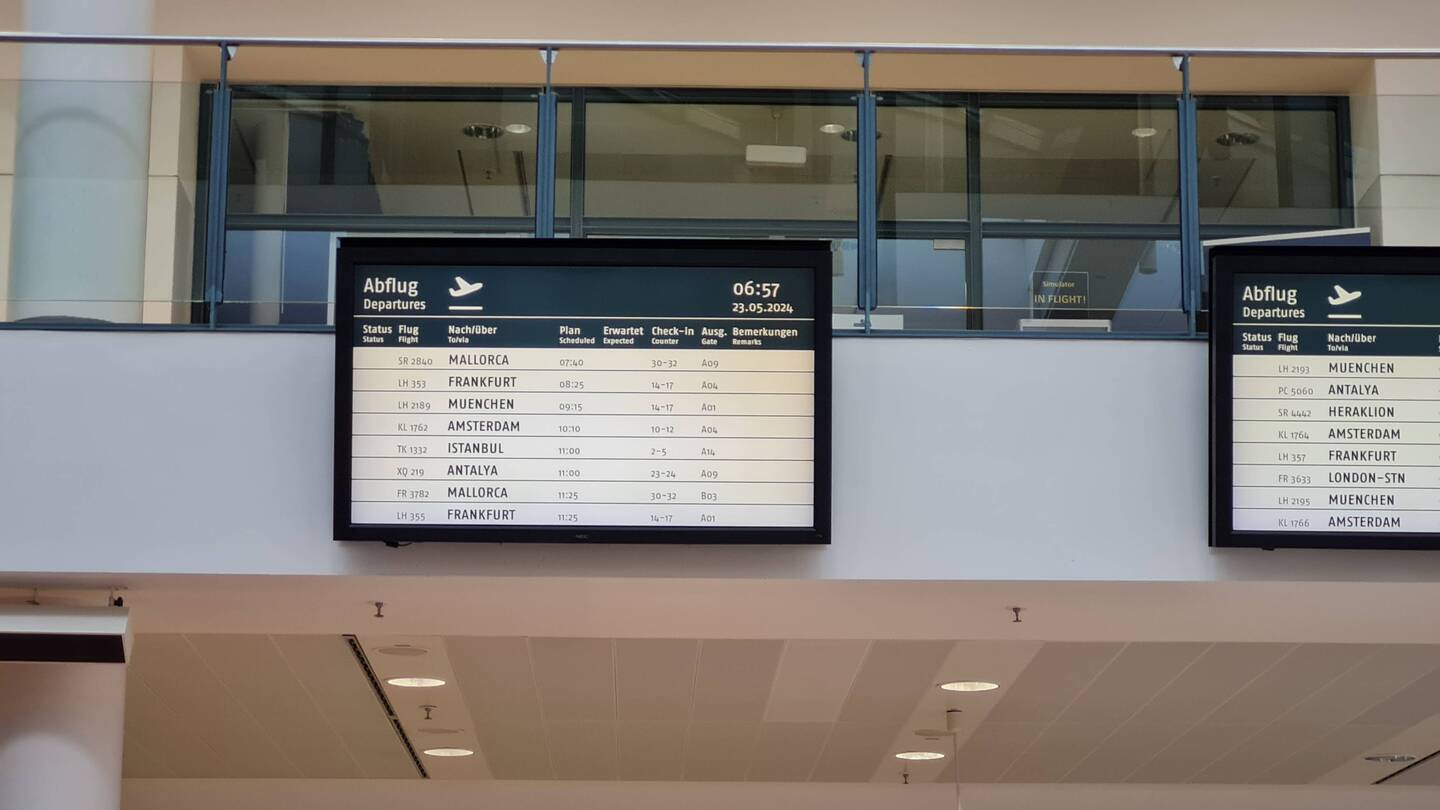 Simulator
IN FLIGHT!
Abflug 06:57
Departures 23.05.2024
Status Flug Nach/über Plan Erwartet Check-in Ausg. Bemerkungen
Status Flight To/via Scheduled Expected Counter Gate Remarks
SR 2840 MALLORCA 07:40 30-32 A09
LH 353 FRANKFURT 08:25 14-17 A04
LH 2189 MUENCHEN 09:15 14-17 A01
KL 1762 AMSTERDAM 10:10 10-12 A04
TK 1332 ISTANBUL 11:00 2-5 A14
XQ 219 ANTALYA 11:00 23-24 A09
FR 3782 MALLORCA 11:25 30-32 B03
LH 355 FRANKFURT 11:25 14-17 A01
NEC
Abflug
Departures
Status Flug Nach/über
Status Flight To/via
LH 2193 MUENCHEN
PC 5060 ANTALYA
SR 4442 HERAKLION
KL 1764 AMSTERDAM
LH 357 FRANKFURT
FR 3633 LONDON-STN
LH 2195 MUENCHEN
KL 1766 AMSTERDAM